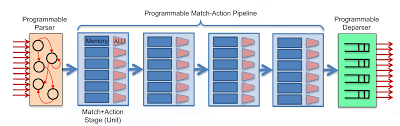 Programmable Match-Action Pipeline
Programmable
Parser
Programmable
Deparser
Memory
ALU
Match+Action
Stage (Unit)